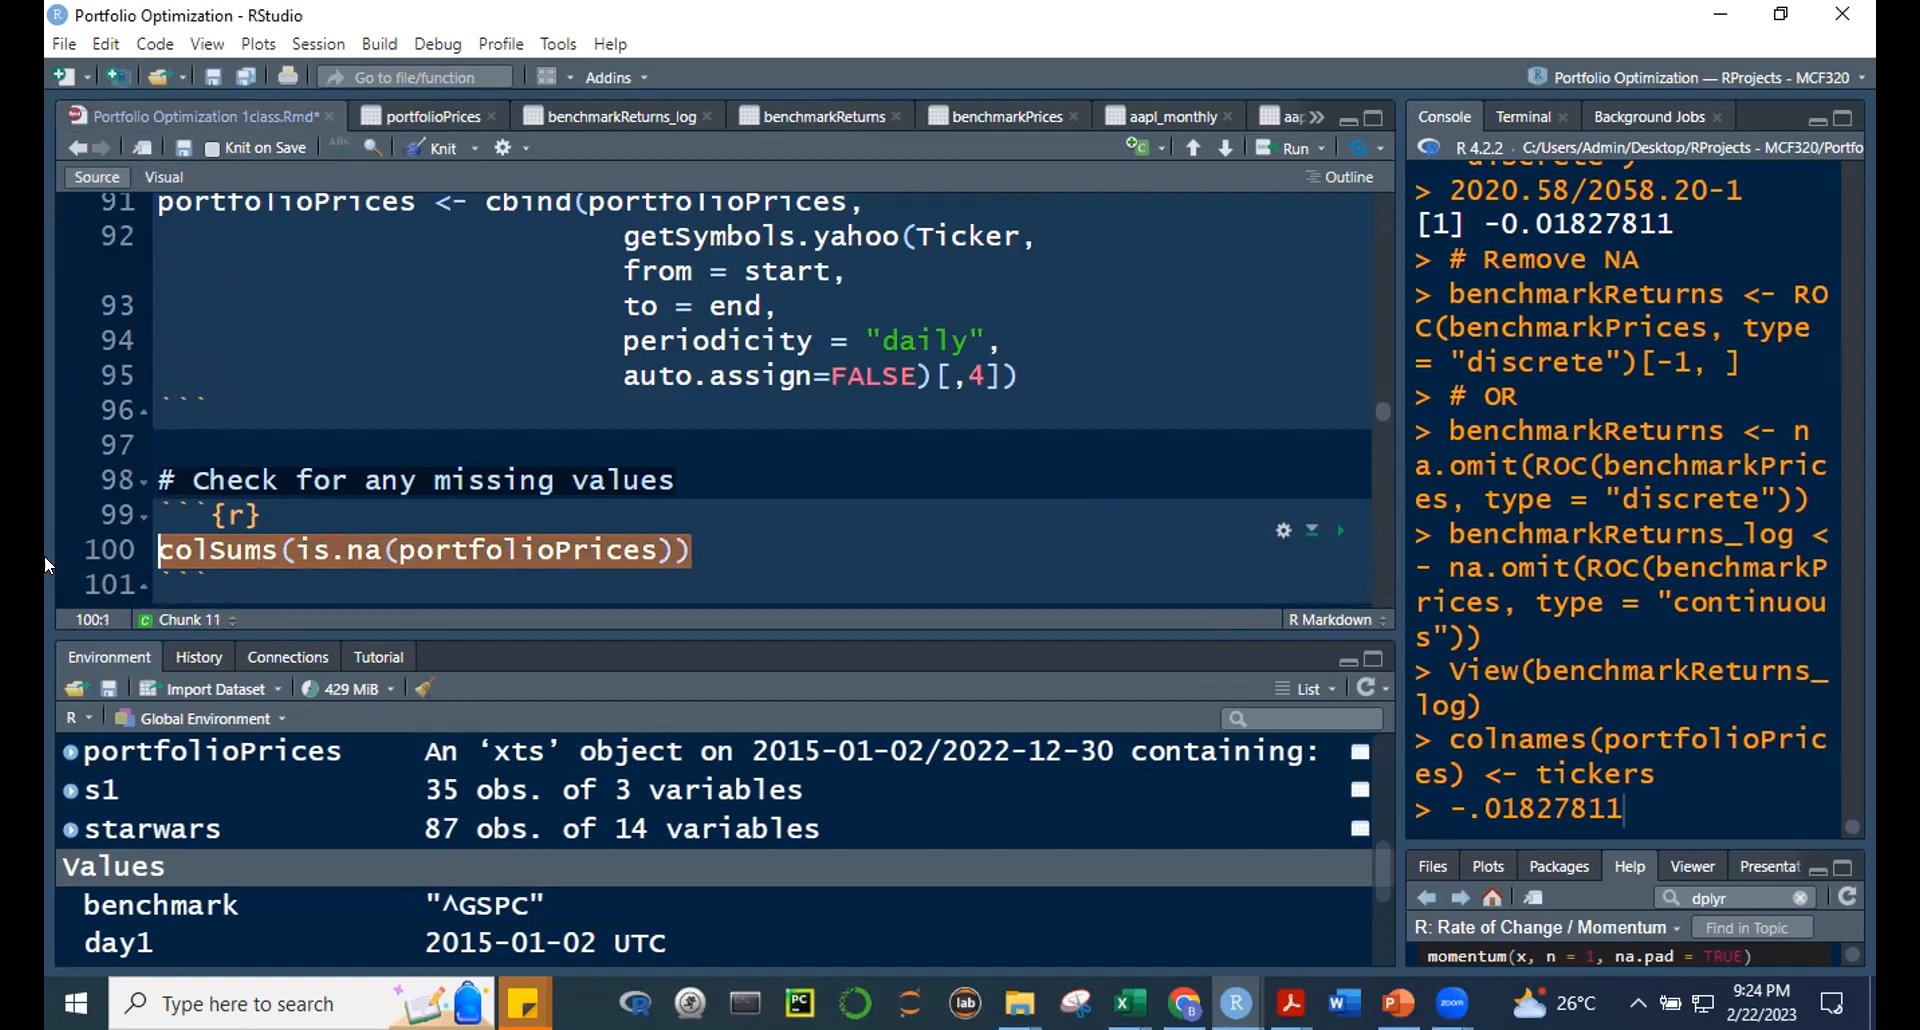 Portfolio Optimization - RStudio
File Edit Code View Plots Session Build Debug Profile Tools Help
Go to file/function Addins Portfolio Optimization — RProjects - MCF320
Portfolio Optimization 1class.Rmd* portfolioPrices benchmarkReturns_log benchmarkReturns benchmarkPrices aapl_monthly
Knit on Save Knit Run
Source Visual Outline
91 portfolioPrices <- cbind(portfolioPrices,
92 getSymbols.yahoo(Ticker,
from = start,
93 to = end,
94 periodicity = "daily",
95 auto.assign=FALSE)[,4])
96 ```
97
98 # Check for any missing values
99 ```{r}
100 colSums(is.na(portfolioPrices))
101 ```
100:1 Chunk 11 R Markdown
Environment History Connections Tutorial
Import Dataset 429 MiB List
R Global Environment
portfolioPrices An ‘xts’ object on 2015-01-02/2022-12-30 containing:
s1 35 obs. of 3 variables
starwars 87 obs. of 14 variables
Values
benchmark "^GSPC"
day1 2015-01-02 UTC
Console Terminal Background Jobs
R 4.2.2 · C:/Users/Admin/Desktop/RProjects - MCF320/Portfo
> 2020.58/2058.20-1
[1] -0.01827811
> # Remove NA
> benchmarkReturns <- RO
C(benchmarkPrices, type
= "discrete")[-1, ]
> # OR
> benchmarkReturns <- n
a.omit(ROC(benchmarkPric
es, type = "discrete"))
> benchmarkReturns_log <
- na.omit(ROC(benchmarkP
rices, type = "continuou
s"))
> View(benchmarkReturns_
log)
> colnames(portfolioPric
es) <- tickers
> -.01827811
Files Plots Packages Help Viewer Presentat
dplyr
R: Rate of Change / Momentum Find in Topic
momentum(x, n = 1, na.pad = TRUE)
Type here to search
PC
lab
zoom
26°C
9:24 PM
2/22/2023